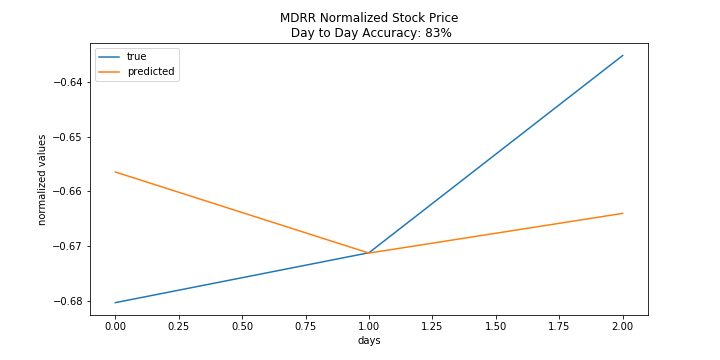 MDRR Normalized Stock Price
Day to Day Accuracy: 83%
true
predicted
−0.64
−0.65
−0.66
−0.67
−0.68
normalized values
0.00 0.25 0.50 0.75 1.00 1.25 1.50 1.75 2.00
days